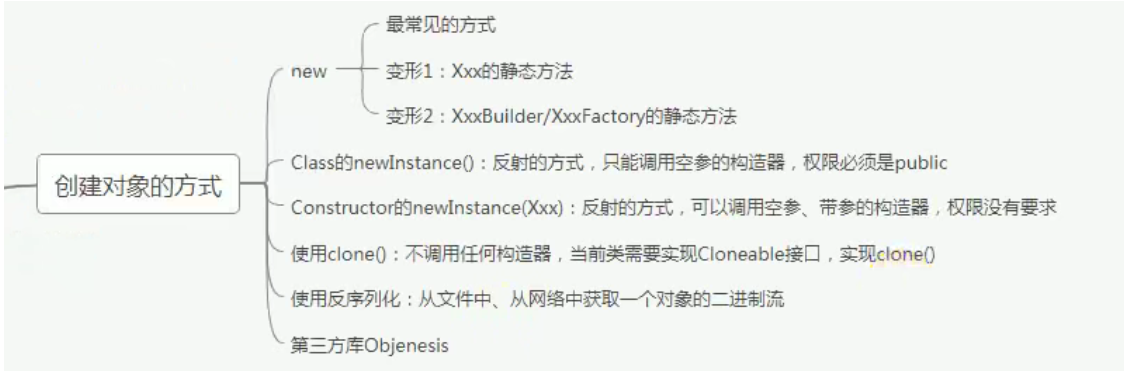 创建对象的方式
new
最常见的方式
变形1：Xxx的静态方法
变形2：XxxBuilder/XxxFactory的静态方法
Class的newInstance()：反射的方式，只能调用空参的构造器，权限必须是public
Constructor的newInstance(Xxx)：反射的方式，可以调用空参、带参的构造器，权限没有要求
使用clone()：不调用任何构造器，当前类需要实现Cloneable接口，实现clone()
使用反序列化：从文件中、从网络中获取一个对象的二进制流
第三方库Objenesis